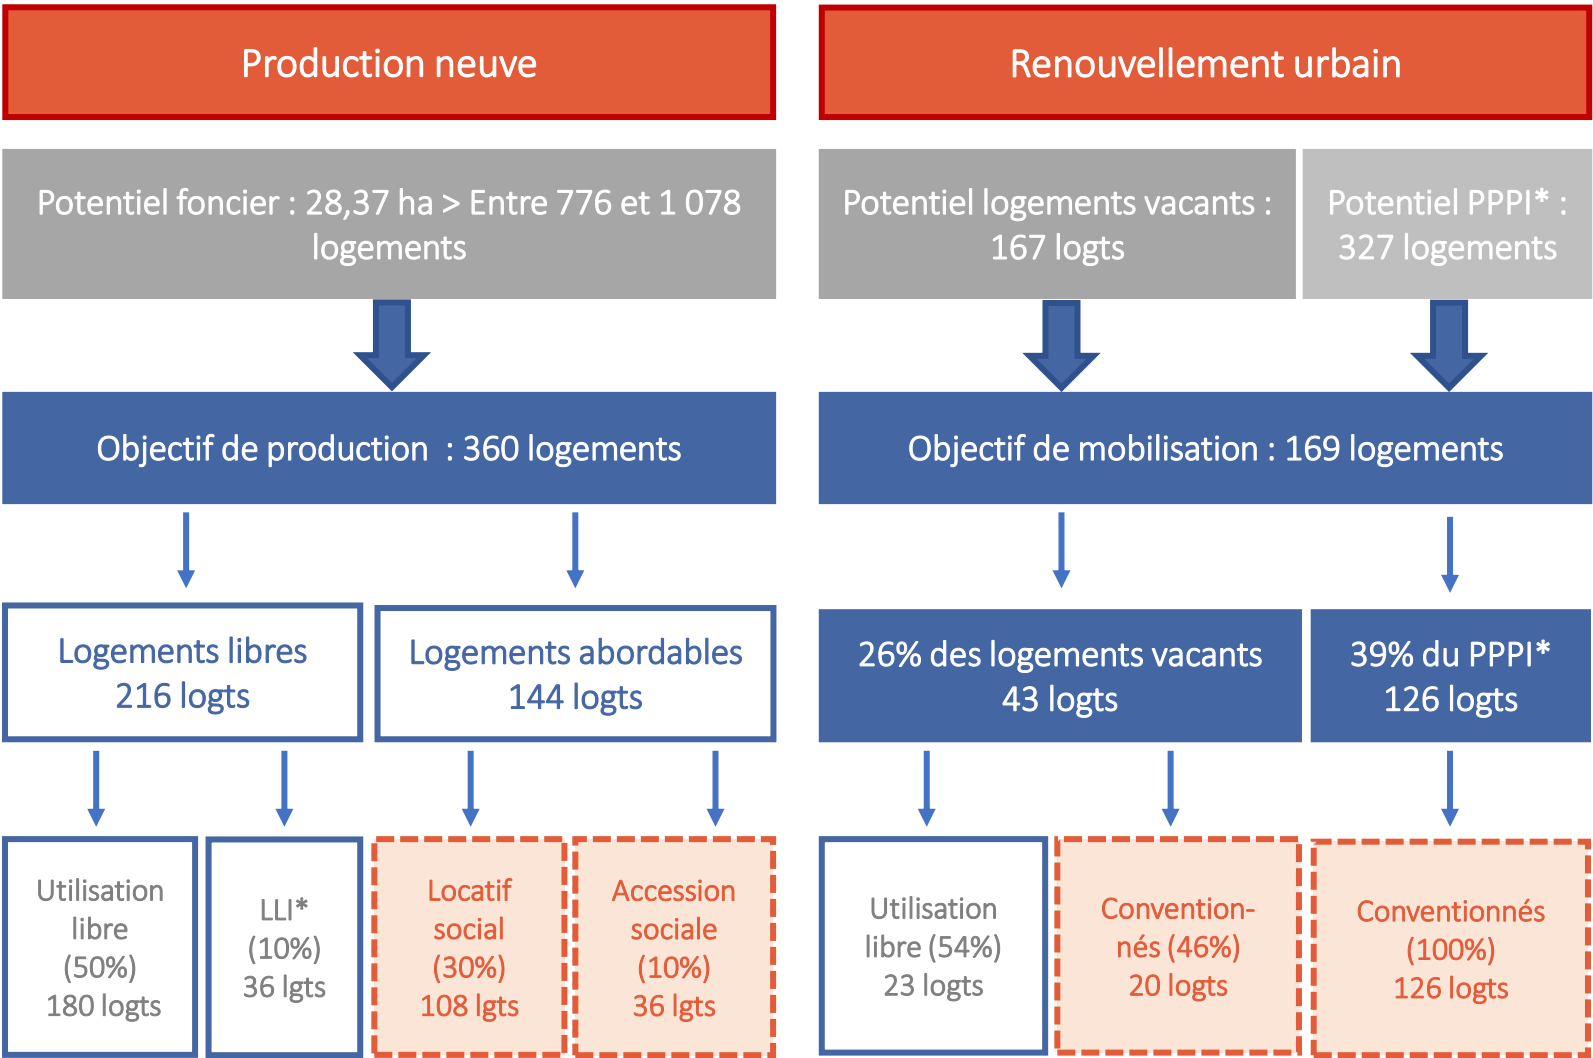 Production neuve
Potentiel foncier : 28,37 ha > Entre 776 et 1 078
logements
Objectif de production  : 360 logements
Logements libres
216 logts
Logements abordables
144 logts
Utilisation
libre
(50%)
180 logts
LLI*
(10%)
36 lgts
Locatif
social
(30%)
108 lgts
Accession
sociale
(10%)
36 lgts
Renouvellement urbain
Potentiel logements vacants :
167 logts
Potentiel PPPI* :
327 logements
Objectif de mobilisation : 169 logements
26% des logements vacants
43 logts
39% du PPPI*
126 logts
Utilisation
libre (54%)
23 logts
Convention-
nés (46%)
20 logts
Conventionnés
(100%)
126 logts